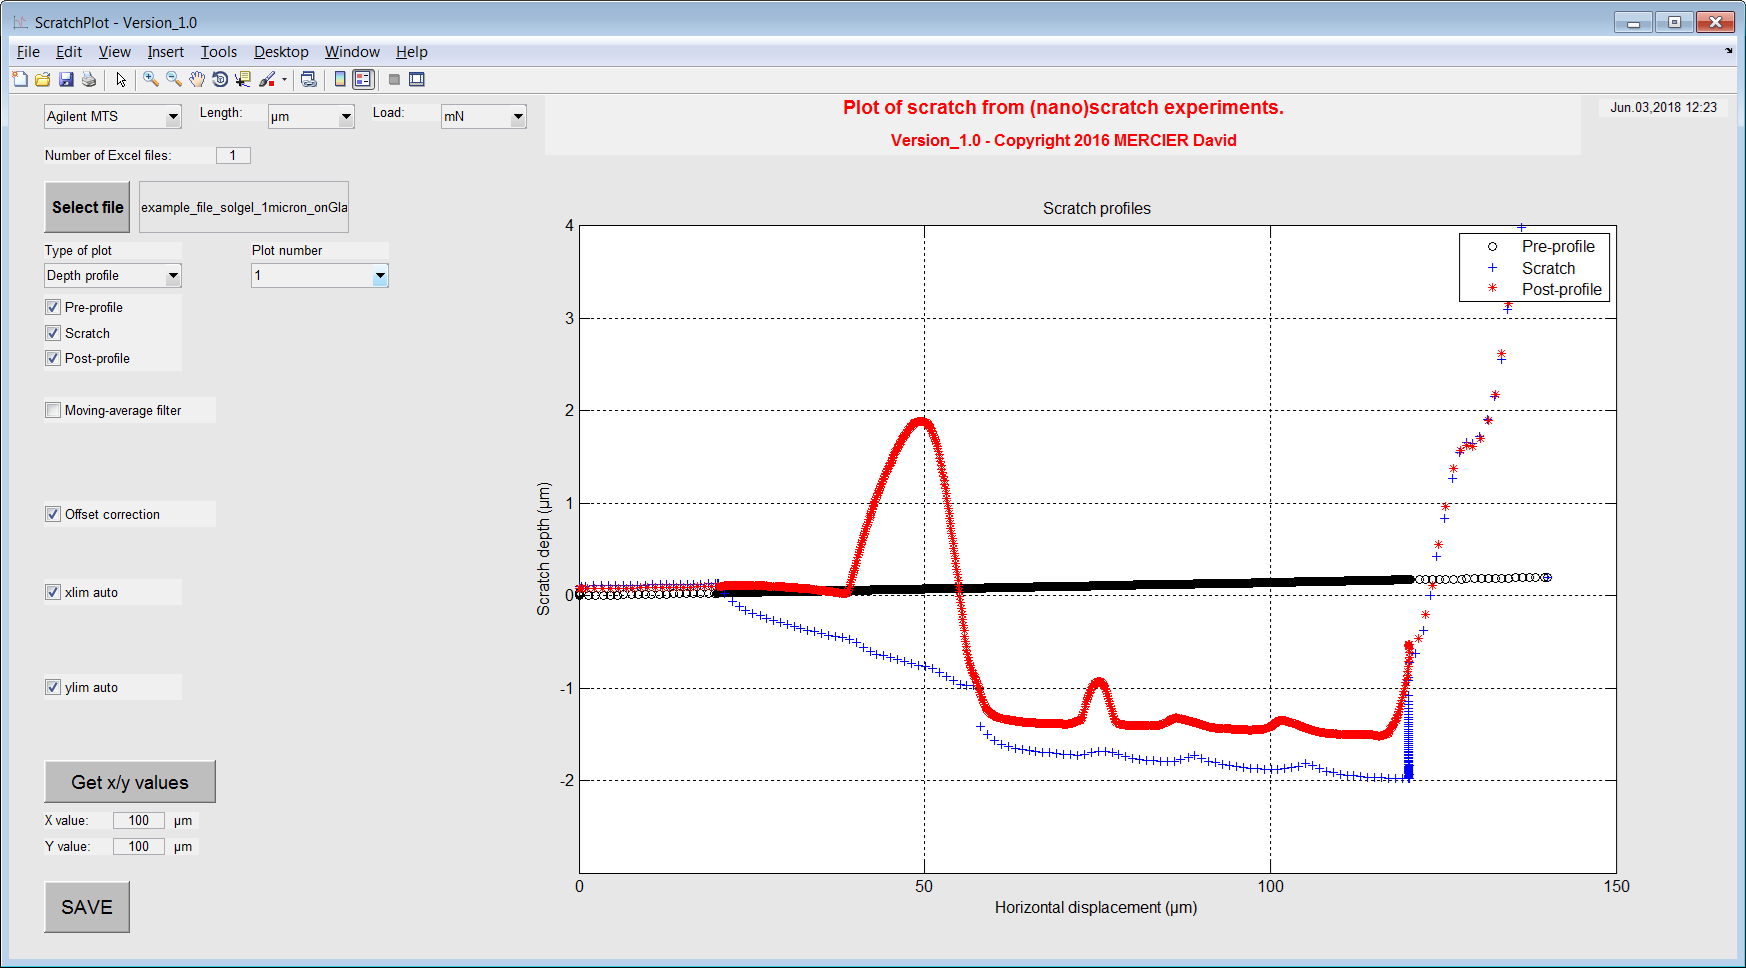 ScratchPlot - Version_1.0
File Edit View Insert Tools Desktop Window Help
Agilent MTS Length: µm Load: mN
Plot of scratch from (nano)scratch experiments.
Version_1.0 - Copyright 2016 MERCIER David
Jun.03,2018 12:23
Number of Excel files: 1
Select file example_file_solgel_1micron_onGla
Type of plot Plot number
Depth profile 1
Pre-profile
Scratch
Post-profile
Moving-average filter
Offset correction
xlim auto
ylim auto
Get x/y values
X value: 100 µm
Y value: 100 µm
SAVE
Scratch profiles
Pre-profile
Scratch
Post-profile
4
3
2
1
0
-1
-2
Scratch depth (µm)
0 50 100 150
Horizontal displacement (µm)